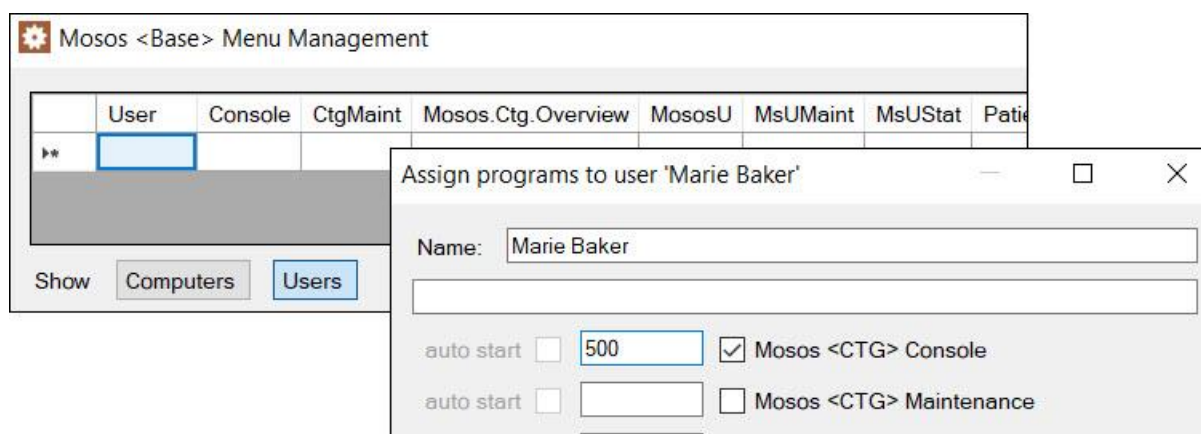 Mosos <Base> Menu Management
User Console CtgMaint Mosos.Ctg.Overview MososU MsUMaint MsUStat
Assign programs to user 'Marie Baker'
Name: Marie Baker
Show Computers Users
auto start 500 Mosos <CTG> Console
auto start Mosos <CTG> Maintenance